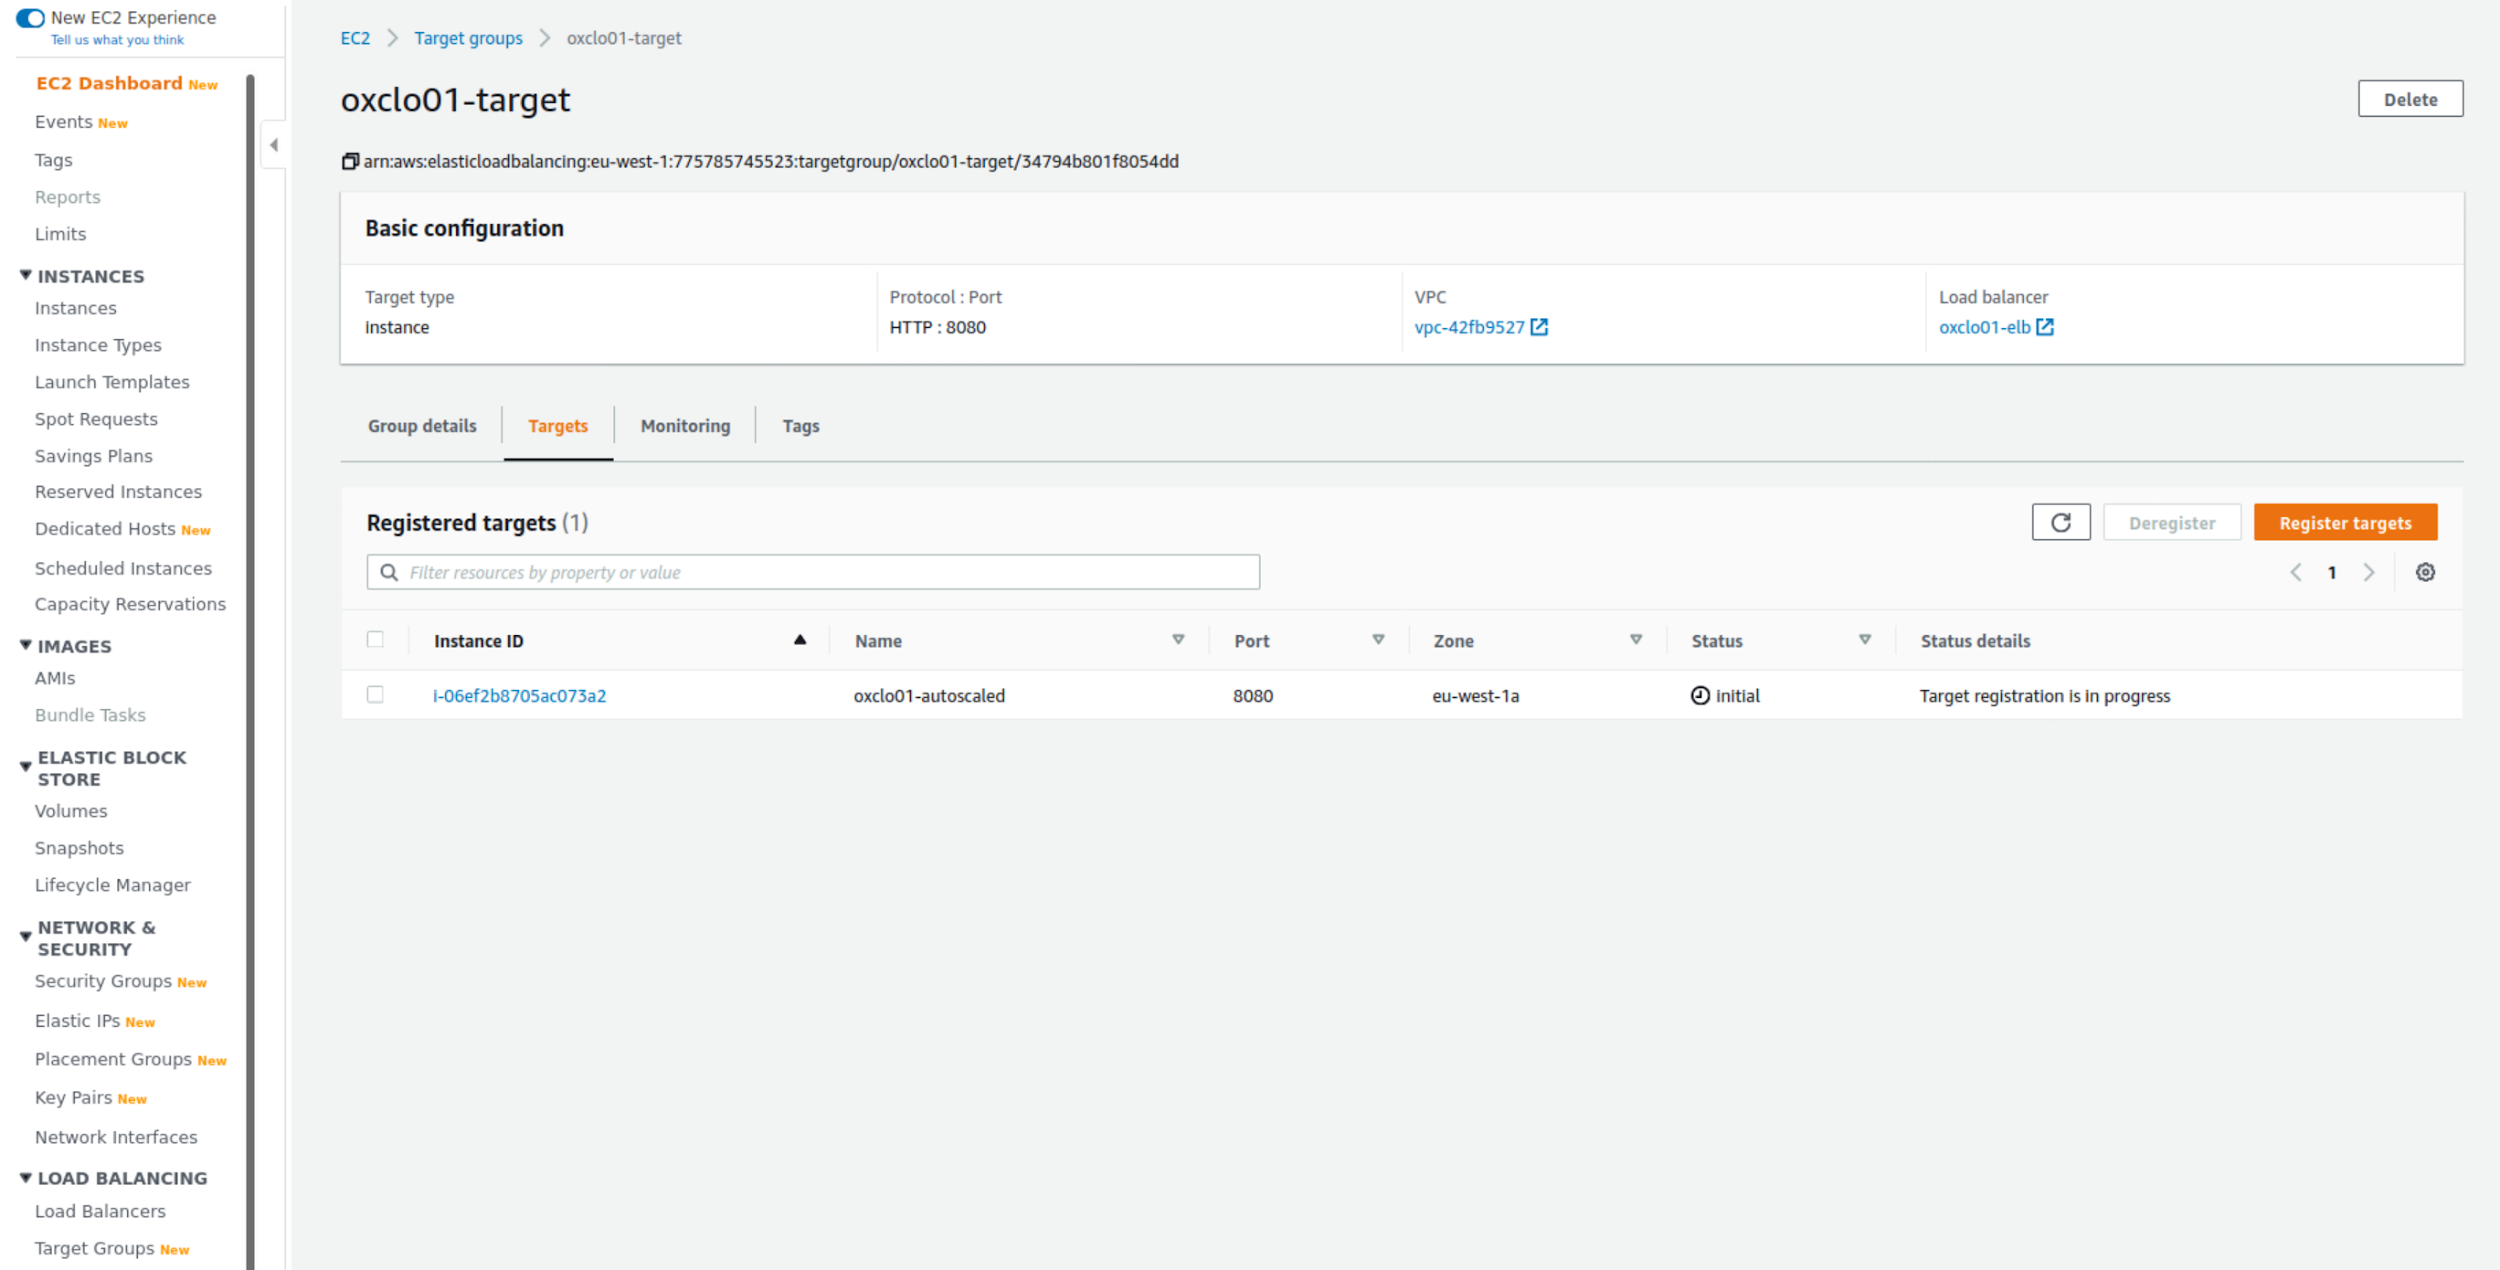 New EC2 Experience
Tell us what you think
EC2 Dashboard New
Events New
Tags
Reports
Limits
INSTANCES
Instances
Instance Types
Launch Templates
Spot Requests
Savings Plans
Reserved Instances
Dedicated Hosts New
Scheduled Instances
Capacity Reservations
IMAGES
AMIs
Bundle Tasks
ELASTIC BLOCK
STORE
Volumes
Snapshots
Lifecycle Manager
NETWORK &
SECURITY
Security Groups New
Elastic IPs New
Placement Groups New
Key Pairs New
Network Interfaces
LOAD BALANCING
Load Balancers
Target Groups New
EC2 > Target groups > oxclo01-target
oxclo01-target
Delete
arn:aws:elasticloadbalancing:eu-west-1:775785745523:targetgroup/oxclo01-target/34794b801f8054dd
Basic configuration
Target type Protocol : Port VPC Load balancer
instance HTTP : 8080 vpc-42fb9527 oxclo01-elb
Group details Targets Monitoring Tags
Registered targets (1) Deregister Register targets
Filter resources by property or value 1
Instance ID Name Port Zone Status Status details
i-06ef2b8705ac073a2 oxclo01-autoscaled 8080 eu-west-1a initial Target registration is in progress